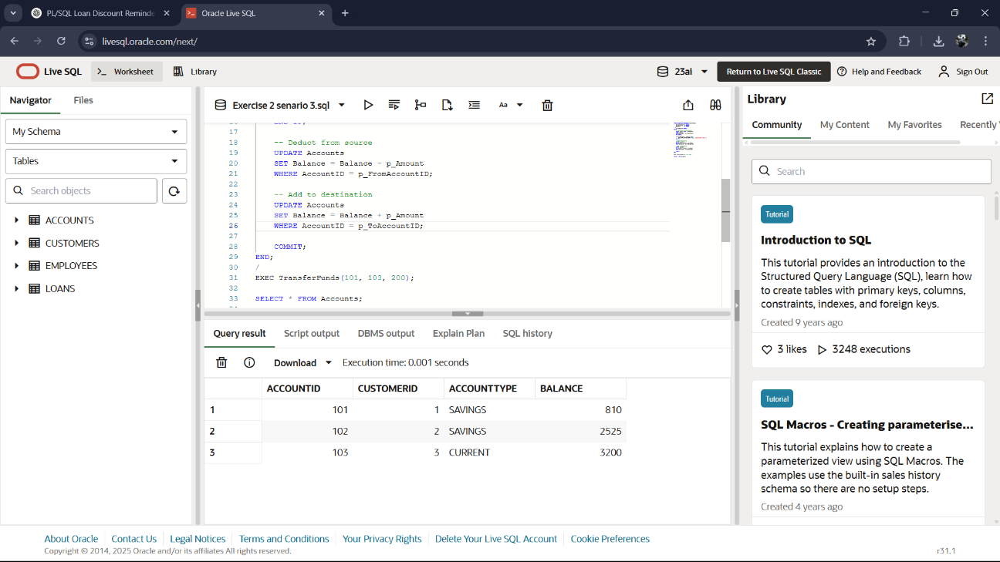 PL/SQL Loan Discount Reminde
Oracle Live SQL
livesql.oracle.com/next/
Live SQL
Worksheet
Library
23ai
Return to Live SQL Classic
Help and Feedback
Sign Out
Navigator
Files
My Schema
Tables
Search objects
ACCOUNTS
CUSTOMERS
EMPLOYEES
LOANS
Exercise 2 senario 3.sql
Aa
17
18 -- Deduct from source
19 UPDATE Accounts
20 SET Balance = Balance - p_Amount
21 WHERE AccountID = p_FromAccountID;
22
23 -- Add to destination
24 UPDATE Accounts
25 SET Balance = Balance + p_Amount
26 WHERE AccountID = p_ToAccountID;
27
28 COMMIT;
29 END;
30 /
31 EXEC TransferFunds(101, 103, 200);
32
33 SELECT * FROM Accounts;
Query result
Script output
DBMS output
Explain Plan
SQL history
Download
Execution time: 0.001 seconds
ACCOUNTID CUSTOMERID ACCOUNTTYPE BALANCE
1 101 1 SAVINGS 810
2 102 2 SAVINGS 2525
3 103 3 CURRENT 3200
Library
Community
My Content
My Favorites
Recently
Search
Tutorial
Introduction to SQL
This tutorial provides an introduction to the
Structured Query Language (SQL), learn how
to create tables with primary keys, columns,
constraints, indexes, and foreign keys.
Created 9 years ago
3 likes
3248 executions
Tutorial
SQL Macros - Creating parameterise...
This tutorial explains how to create a
parameterized view using SQL Macros. The
examples use the built-in sales history
schema so there are no setup steps.
Created 4 years ago
About Oracle
Contact Us
Legal Notices
Terms and Conditions
Your Privacy Rights
Delete Your Live SQL Account
Cookie Preferences
Copyright © 2014, 2025 Oracle and/or its affiliates All rights reserved.
r31.1